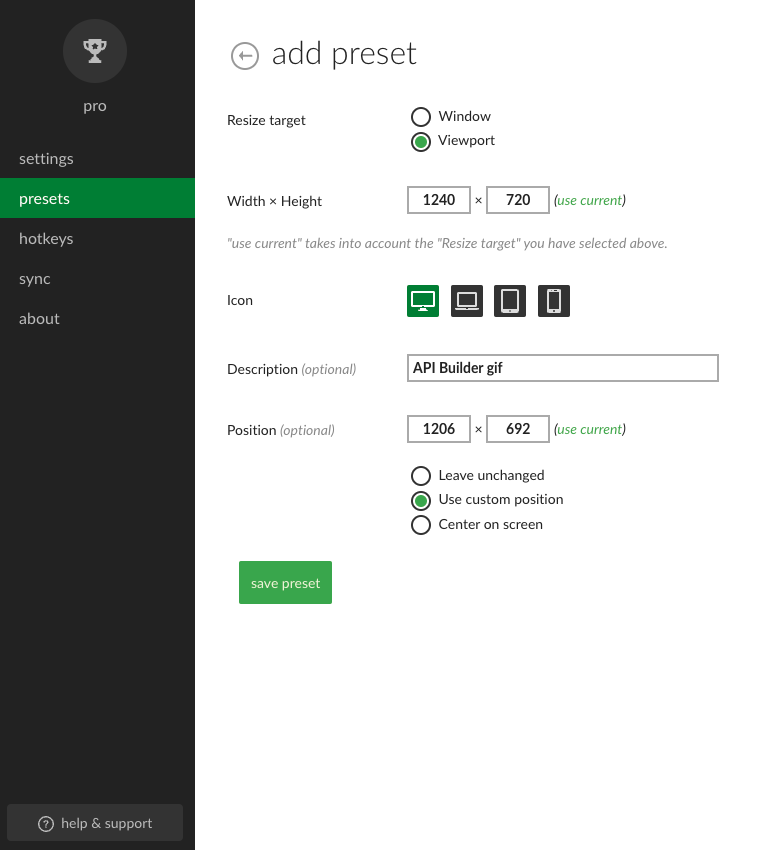 pro
settings
presets
hotkeys
sync
about
? help & support
add preset
Resize target
Window
Viewport
Width × Height
1240 × 720 (use current)
"use current" takes into account the "Resize target" you have selected above.
Icon
Description (optional)
API Builder gif
Position (optional)
1206 × 692 (use current)
Leave unchanged
Use custom position
Center on screen
save preset